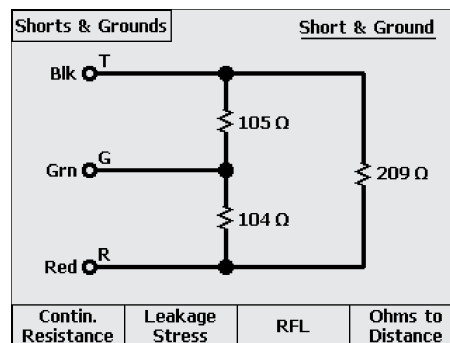 Shorts & Grounds
Short & Ground
Blk T
105 Ω
Grn G
209 Ω
104 Ω
Red R
Contin. Resistance
Leakage Stress
RFL
Ohms to Distance